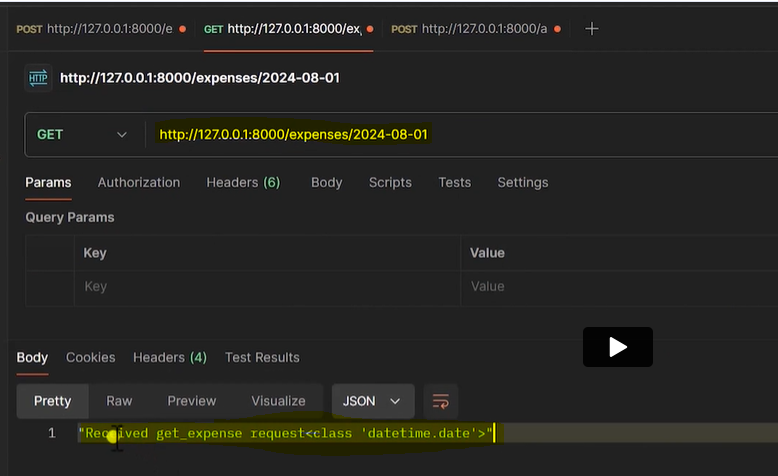 POST http://127.0.0.1:8000/e GET http://127.0.0.1:8000/ex POST http://127.0.0.1:8000/a +
HTTP http://127.0.0.1:8000/expenses/2024-08-01
GET http://127.0.0.1:8000/expenses/2024-08-01
Params Authorization Headers (6) Body Scripts Tests Settings
Query Params
Key Value
Key Value
Body Cookies Headers (4) Test Results
Pretty Raw Preview Visualize JSON
1 "Received get_expense request<class 'datetime.date'>"